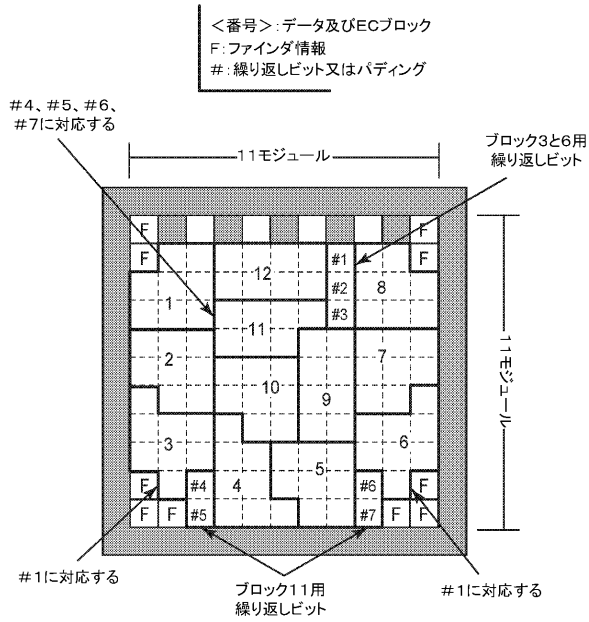 ＜番号＞：データ及びＥＣブロック
Ｆ：ファインダ情報
＃：繰り返しビット又はパディング
＃４、＃５、＃６、
＃７に対応する
１１モジュール
ブロック３と６用
繰り返しビット
F
F
F
F
12
#1
#2
#3
8
1
11
2
7
10
9
3
6
5
4
F
#4
#6
F
F
F
#5
#7
F
F
１１モジュール
＃１に対応する
ブロック１１用
繰り返しビット
＃１に対応する